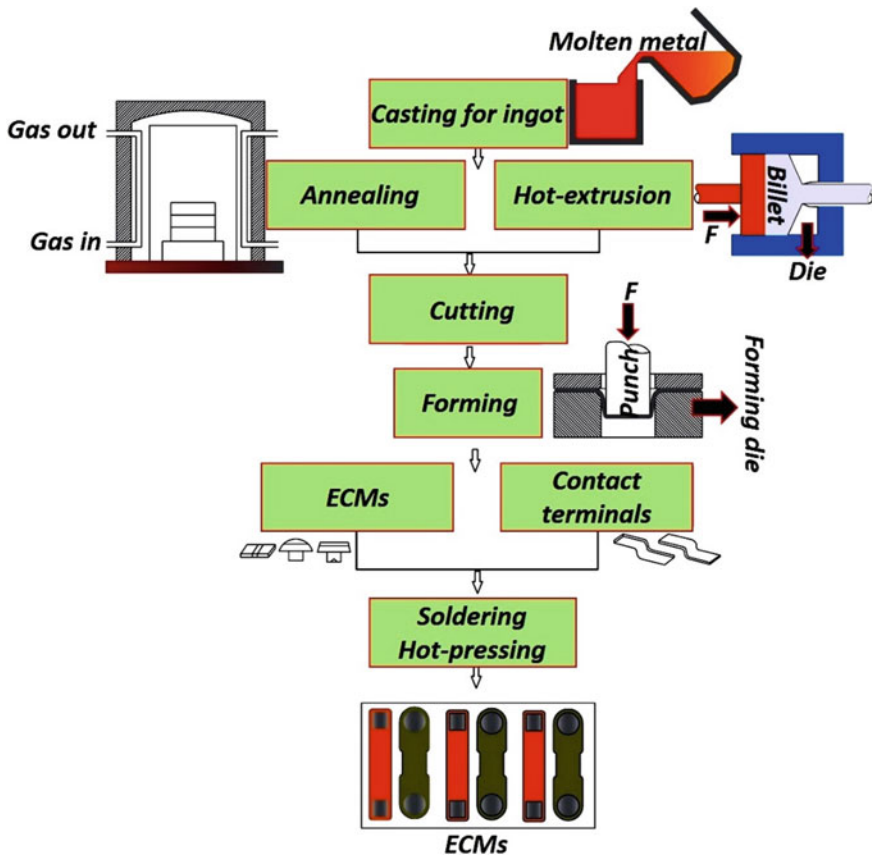 Molten metal
Casting for ingot
Gas out
Gas in
Annealing
Hot-extrusion
F
Billet
Die
Cutting
F
Punch
Forming die
Forming
ECMs
Contact
terminals
Soldering
Hot-pressing
ECMs